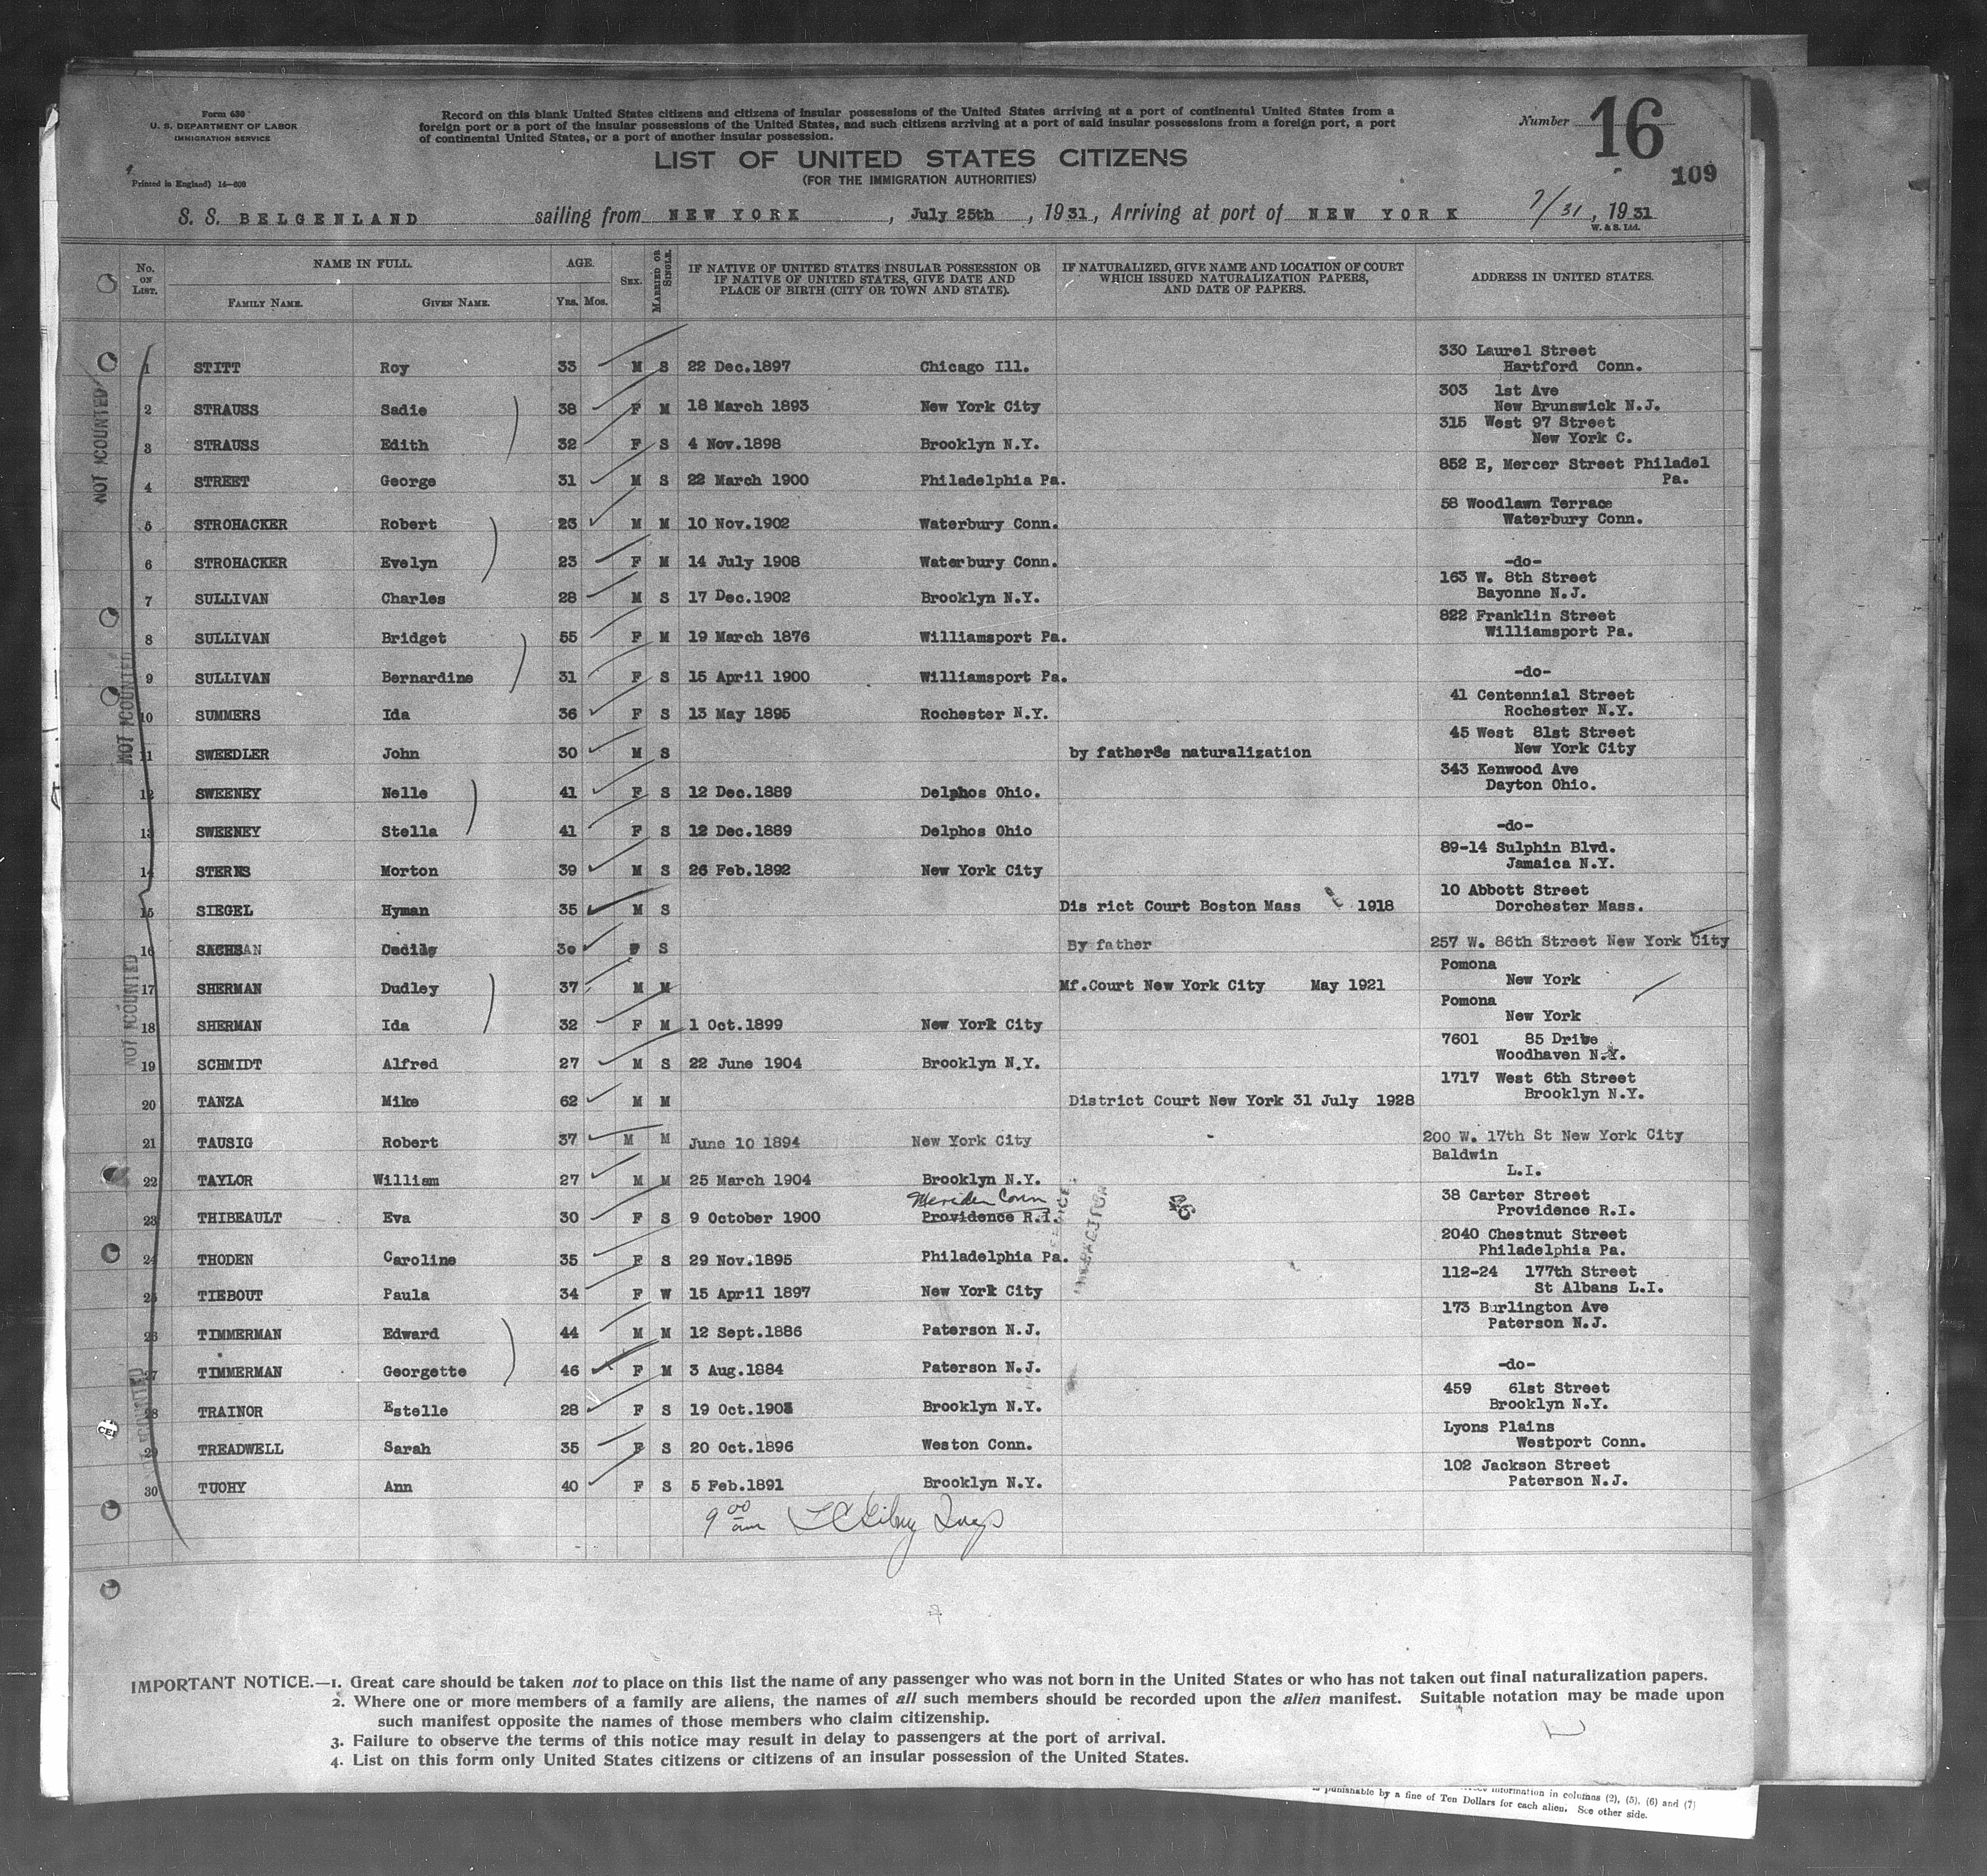 Form 630
U. S. DEPARTMENT OF LABOR
IMMIGRATION SERVICE
Printed in England) 14—608
Record on this blank United States citizens and citizens of insular possessions of the United States arriving at a port of continental United States from a
foreign port or a port of the insular possessions of the United States, and such citizens arriving at a port of said insular possessions from a foreign port, a port
of continental United States, or a port of another insular possession.
LIST OF UNITED STATES CITIZENS
(FOR THE IMMIGRATION AUTHORITIES)
Number 16
109
S. S. BELGENLAND sailing from NEW YORK, July 25th, 1931, Arriving at port of NEW YORK 7/31, 1931
W. & S. Ltd.
No. ON LIST. NAME IN FULL. FAMILY NAME. GIVEN NAME. AGE. Yrs. Mos. SEX. MARRIED OR SINGLE. IF NATIVE OF UNITED STATES INSULAR POSSESSION OR IF NATIVE OF UNITED STATES, GIVE DATE AND PLACE OF BIRTH (CITY OR TOWN AND STATE). IF NATURALIZED, GIVE NAME AND LOCATION OF COURT WHICH ISSUED NATURALIZATION PAPERS, AND DATE OF PAPERS. ADDRESS IN UNITED STATES.
1 STITT Roy 33 M S 22 Dec.1897 Chicago Ill. 330 Laurel Street Hartford Conn.
2 STRAUSS Sadie 38 F M 18 March 1893 New York City 303 1st Ave New Brunswick N.J.
3 STRAUSS Edith 32 F S 4 Nov.1898 Brooklyn N.Y. 315 West 97 Street New York C.
4 STREET George 31 M S 22 March 1900 Philadelphia Pa. 852 E, Mercer Street Philadel Pa.
5 STROHACKER Robert 23 M M 10 Nov.1902 Waterbury Conn. 58 Woodlawn Terrace Waterbury Conn.
6 STROHACKER Evelyn 23 F M 14 July 1908 Waterbury Conn. -do-
7 SULLIVAN Charles 28 M S 17 Dec.1902 Brooklyn N.Y. 163 W. 8th Street Bayonne N.J.
8 SULLIVAN Bridget 55 F M 19 March 1876 Williamsport Pa. 822 Franklin Street Williamsport Pa.
9 SULLIVAN Bernardine 31 F S 15 April 1900 Williamsport Pa. -do-
10 SUMMERS Ida 36 F S 13 May 1895 Rochester N.Y. 41 Centennial Street Rochester N.Y.
11 SWEEDLER John 30 M S by father8s naturalization 45 West 81st Street New York City
12 SWEENEY Nelle 41 F S 12 Dec.1889 Delphos Ohio. 343 Kenwood Ave Dayton Ohio.
13 SWEENEY Stella 41 F S 12 Dec.1889 Delphos Ohio -do-
14 STERNS Morton 39 M S 26 Feb.1892 New York City 89-14 Sulphin Blvd. Jamaica N.Y.
15 SIEGEL Hyman 35 M S Dis rict Court Boston Mass 1918 10 Abbott Street Dorchester Mass.
16 S By father 257 W. 86th Street New York City
17 SHERMAN Dudley 37 M M Mf.Court New York City May 1921 Pomona New York
18 SHERMAN Ida 32 F M 1 Oct.1899 New York City Pomona New York
19 SCHMIDT Alfred 27 M S 22 June 1904 Brooklyn N.Y. 7601 85 Drive Woodhaven N.Y.
20 TANZA Mike 62 M M District Court New York 31 July 1928 1717 West 6th Street Brooklyn N.Y.
21 TAUSIG Robert 37 M M June 10 1894 New York City 200 W. 17th St New York City
22 TAYLOR William 27 M M 25 March 1904 Brooklyn N.Y. Baldwin L.I.
Meriden Conn
23 THIBEAULT Eva 30 F S 9 October 1900 Providence R.I. 38 Carter Street Providence R.I.
24 THODEN Caroline 35 F S 29 Nov.1895 Philadelphia Pa. 2040 Chestnut Street Philadelphia Pa.
25 TIEBOUT Paula 34 F W 15 April 1897 New York City 112-24 177th Street St Albans L.I.
26 TIMMERMAN Edward 44 M M 12 Sept.1886 Paterson N.J. 173 Burlington Ave Paterson N.J.
27 TIMMERMAN Georgette 46 F M 3 Aug.1884 Paterson N.J. -do-
28 TRAINOR Estelle 28 F S 19 Oct.1903 Brooklyn N.Y. 459 61st Street Brooklyn N.Y.
29 TREADWELL Sarah 35 F S 20 Oct.1896 Weston Conn. Lyons Plains Westport Conn.
30 TUOHY Ann 40 F S 5 Feb.1891 Brooklyn N.Y. 102 Jackson Street Paterson N.J.
9 00 am
NOT COUNTED
NOT COUNTED
NOT COUNTED
IMPORTANT NOTICE.—1. Great care should be taken not to place on this list the name of any passenger who was not born in the United States or who has not taken out final naturalization papers.
2. Where one or more members of a family are aliens, the names of all such members should be recorded upon the alien manifest. Suitable notation may be made upon
such manifest opposite the names of those members who claim citizenship.
3. Failure to observe the terms of this notice may result in delay to passengers at the port of arrival.
4. List on this form only United States citizens or citizens of an insular possession of the United States.
information in columns (2), (5), (6) and (7)
punishable by a fine of Ten Dollars for each alien. See other side.